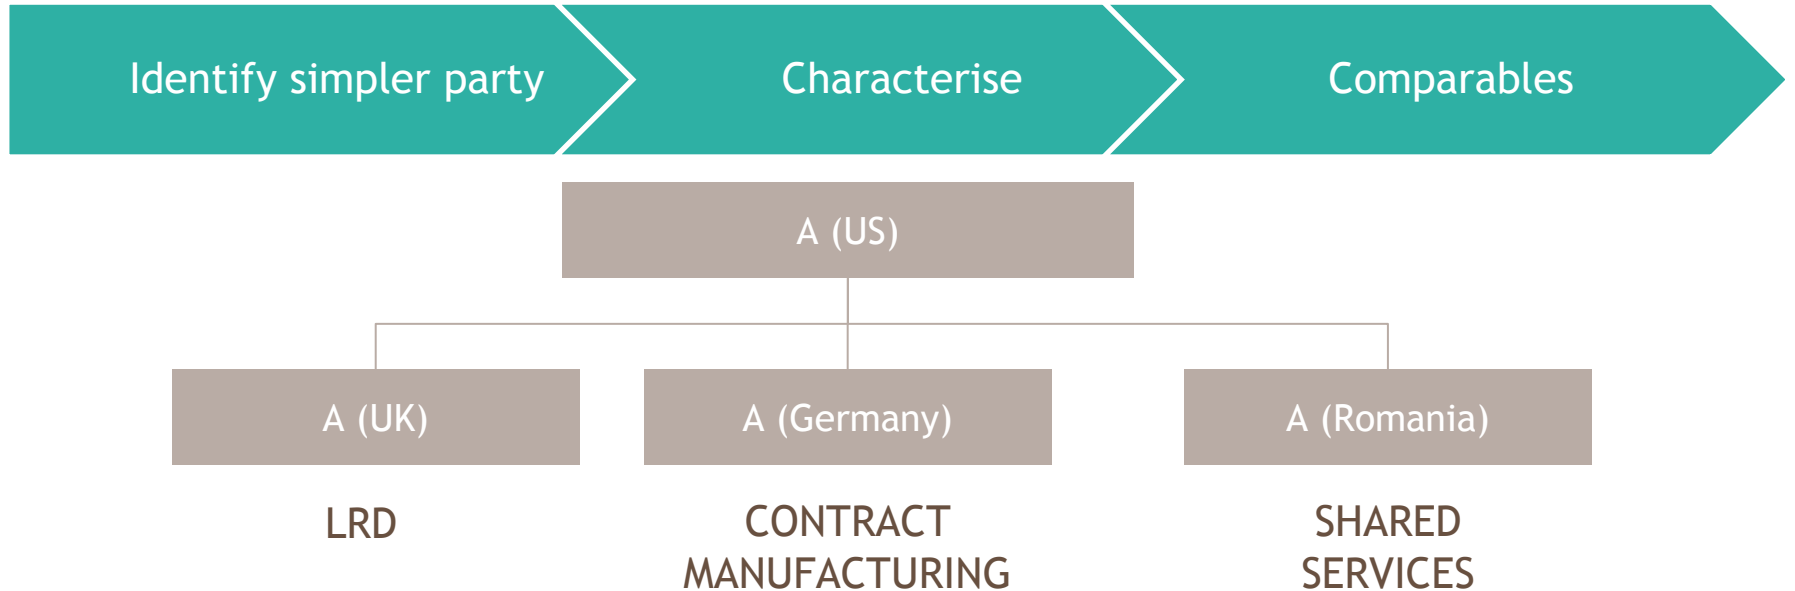 Identify simpler party
Characterise
Comparables
A (US)
A (UK)
A (Germany)
A (Romania)
LRD
CONTRACT
MANUFACTURING
SHARED
SERVICES